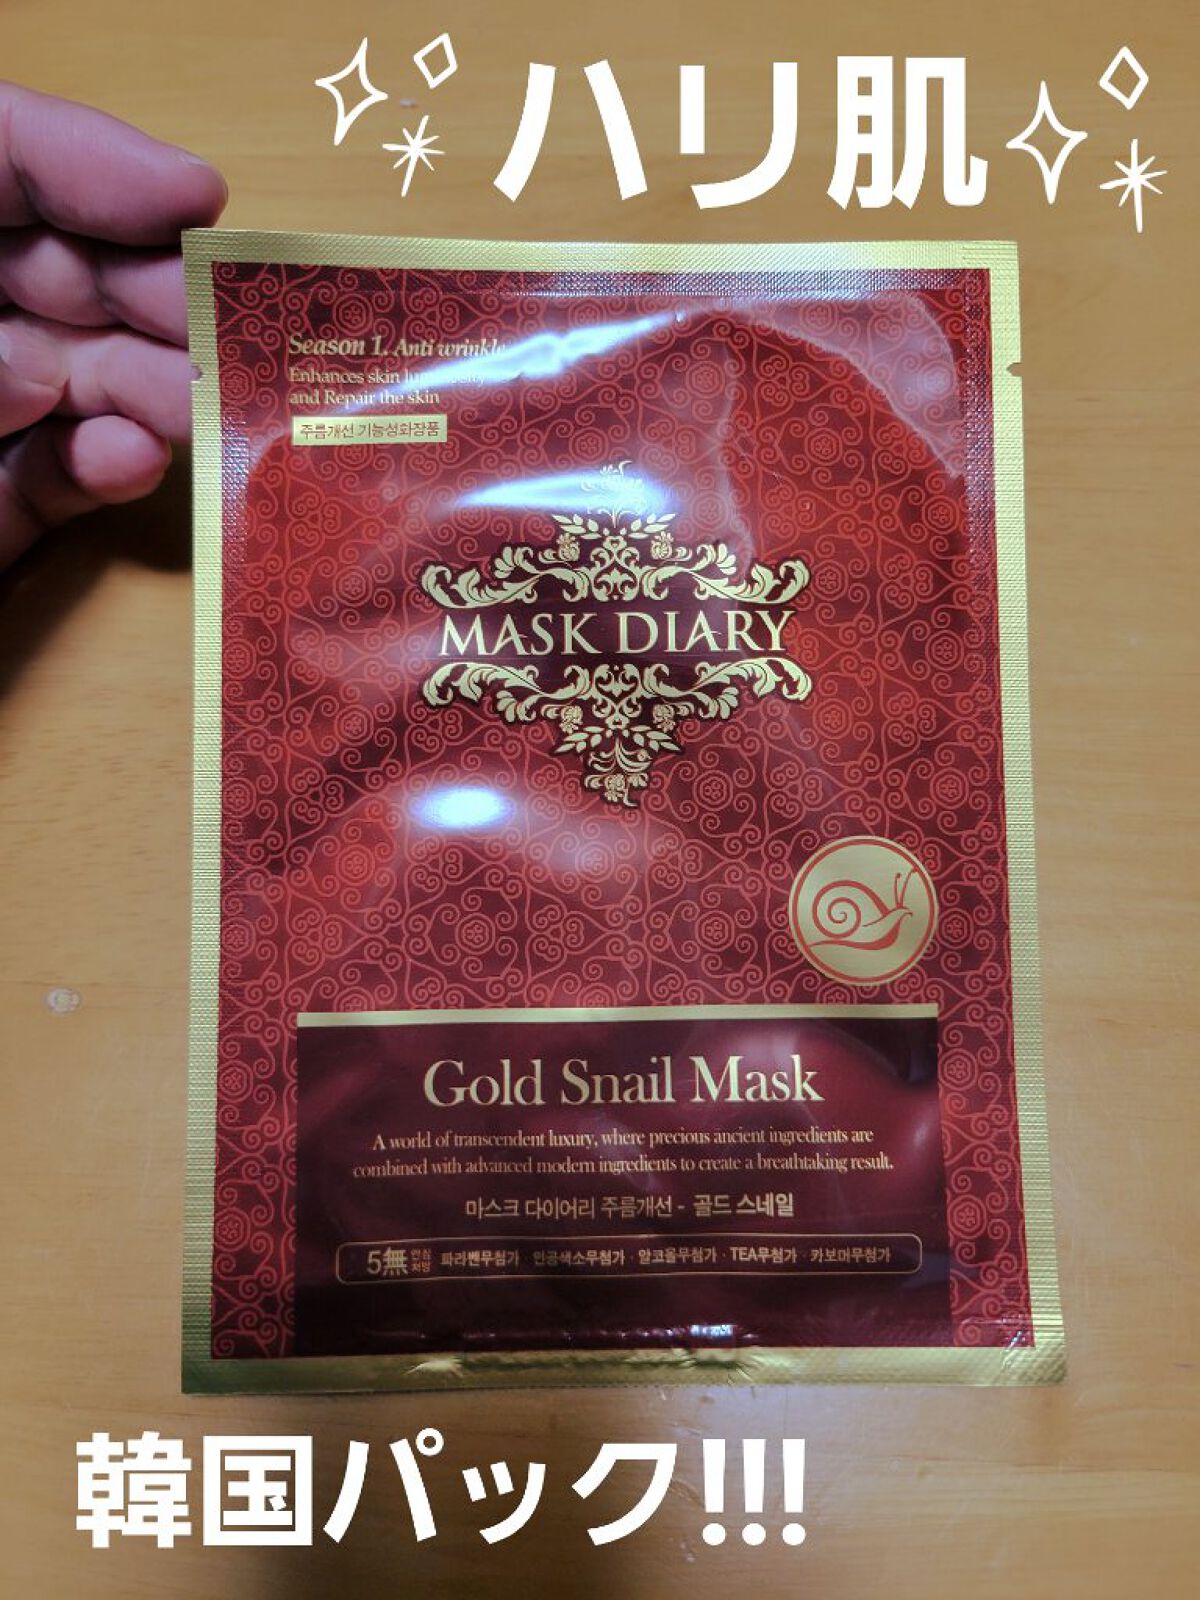 ハリ肌
Season 1. Anti wrinkle
Enhances skin
and Repair the skin
주름개선 기능성화장품
MASK DIARY
Gold Snail Mask
A world of transcendent luxury, where precious ancient ingredients are
combined with advanced modern ingredients to create a breathtaking result.
마스크 다이어리 주름개선 - 골드 스네일
5無 안심처방 파라벤무첨가 · 인공색소무첨가 · 알코올무첨가 · TEA무첨가 · 카보머무첨가
韓国パック!!!